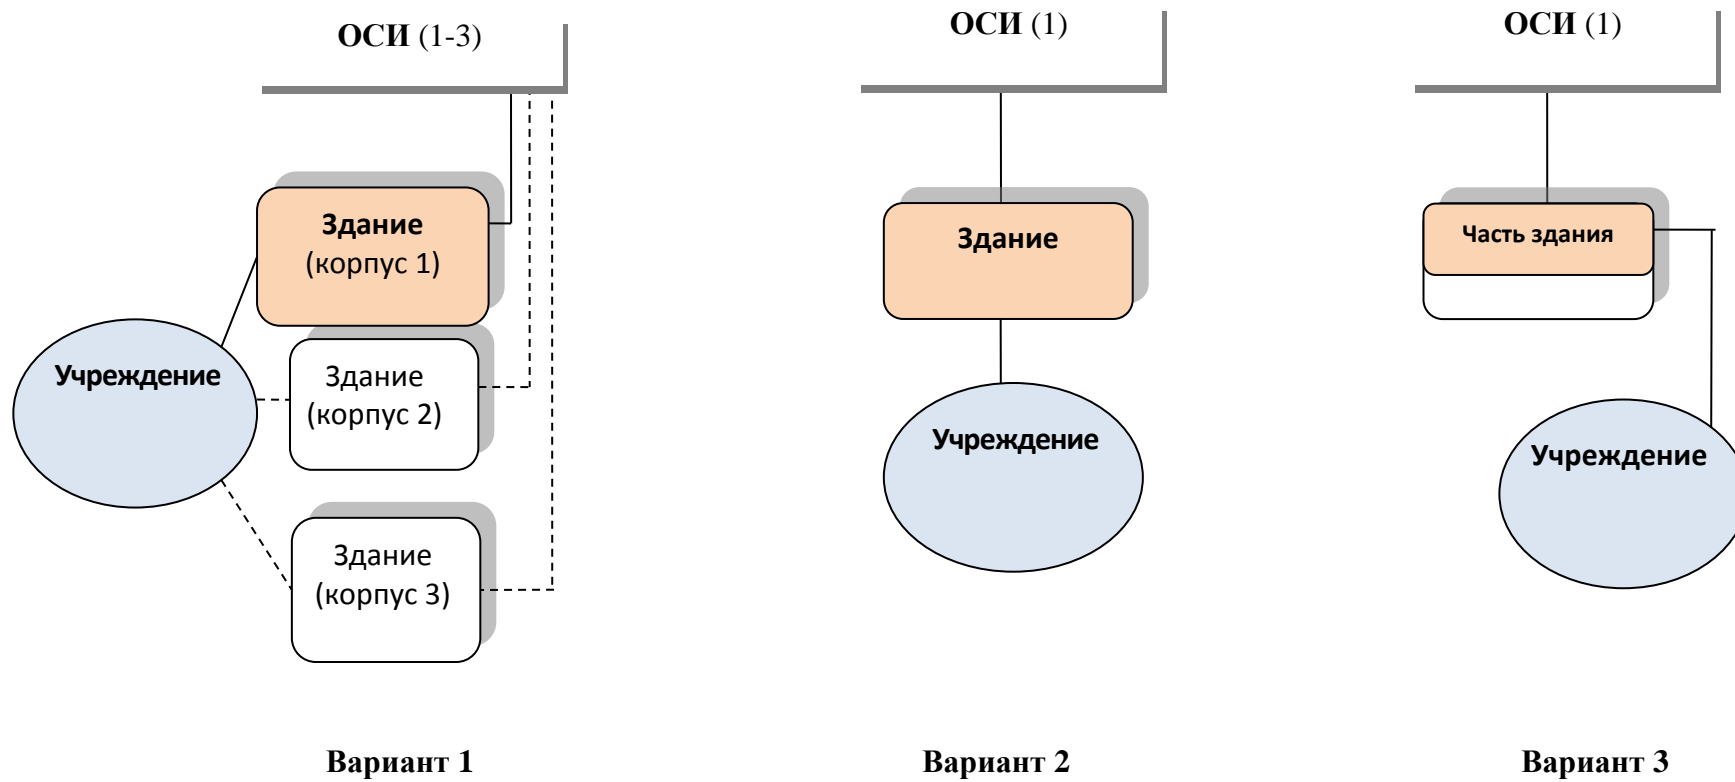 ОСИ (1-3)
Здание
(корпус 1)
Учреждение
Здание
(корпус 2)
Здание
(корпус 3)
Вариант 1
ОСИ (1)
Здание
Учреждение
Вариант 2
ОСИ (1)
Часть здания
Учреждение
Вариант 3